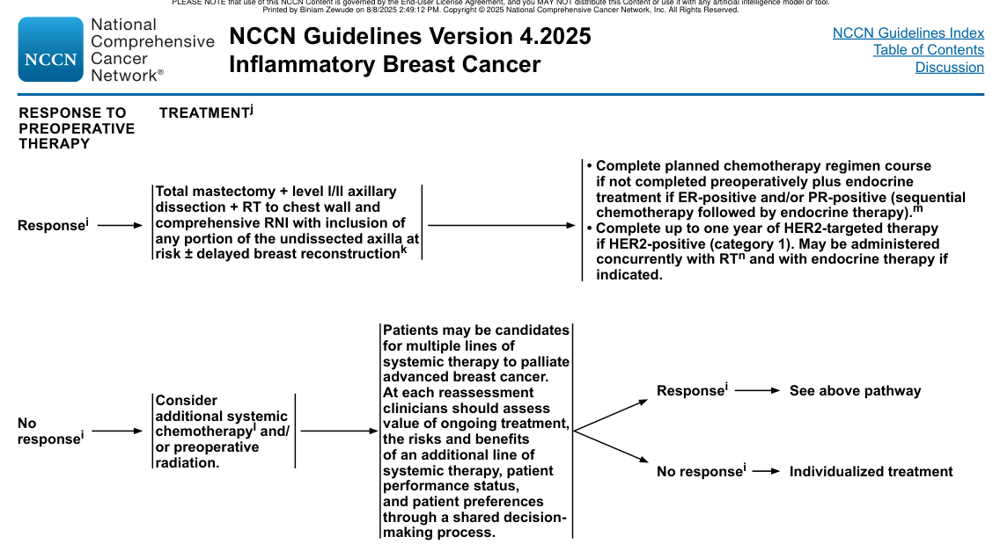 PLEASE NOTE that use of this NCCN Content is governed by the End-User License Agreement, and you MAY NOT distribute this Content or use it with any artificial intelligence model or tool.
Printed by Biniam Zewude on 8/8/2025 2:49:12 PM. Copyright © 2025 National Comprehensive Cancer Network, Inc. All Rights Reserved.
NCCN
National
Comprehensive
Cancer
Network®
NCCN Guidelines Version 4.2025
Inflammatory Breast Cancer
NCCN Guidelines Index
Table of Contents
Discussion
RESPONSE TO
PREOPERATIVE
THERAPY
TREATMENTj
Responsei
Total mastectomy + level I/II axillary
dissection + RT to chest wall and
comprehensive RNI with inclusion of
any portion of the undissected axilla at
risk ± delayed breast reconstructionk
• Complete planned chemotherapy regimen course
if not completed preoperatively plus endocrine
treatment if ER-positive and/or PR-positive (sequential
chemotherapy followed by endocrine therapy).m
• Complete up to one year of HER2-targeted therapy
if HER2-positive (category 1). May be administered
concurrently with RTn and with endocrine therapy if
indicated.
No
responsei
Consider
additional systemic
chemotherapyl and/
or preoperative
radiation.
Patients may be candidates
for multiple lines of
systemic therapy to palliate
advanced breast cancer.
At each reassessment
clinicians should assess
value of ongoing treatment,
the risks and benefits
of an additional line of
systemic therapy, patient
performance status,
and patient preferences
through a shared decision-
making process.
Responsei
See above pathway
No responsei
Individualized treatment